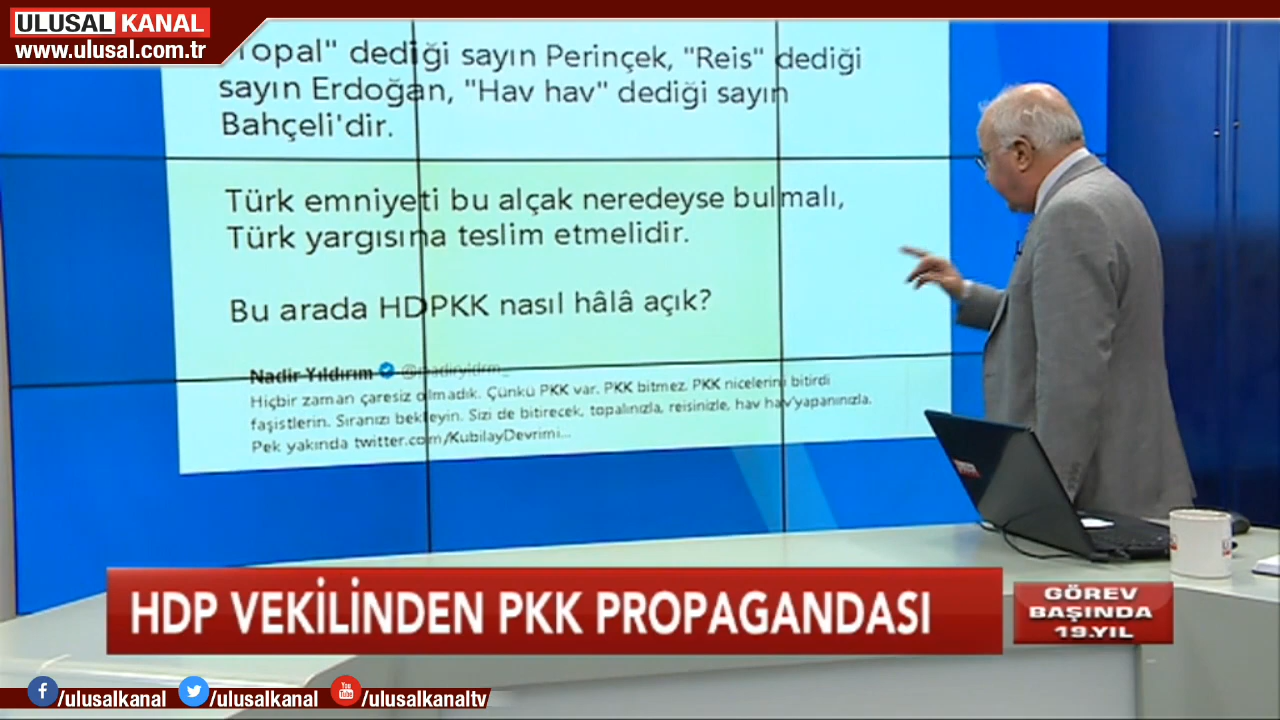 ULUSAL KANAL
www.ulusal.com.tr
"Topal" dediği sayın Perinçek, "Reis" dediği
sayın Erdoğan, "Hav hav" dediği sayın
Bahçeli'dir.
Türk emniyeti bu alçak neredeyse bulmalı,
Türk yargısına teslim etmelidir.
Bu arada HDPKK nasıl hâlâ açık?
Nadir Yıldırım @nadiryldrm_
Hiçbir zaman çaresiz olmadık. Çünkü PKK var. PKK bitmez. PKK nicelerini bitirdi
faşistlerin. Sıranızı bekleyin. Sizi de bitirecek, topalınızla, reisinizle, hav hav'yapanınızla.
Pek yakında twitter.com/KubilayDevrimi...
HDP VEKİLİNDEN PKK PROPAGANDASI
GÖREV
BAŞINDA
19.YIL
/ulusalkanal
/ulusalkanal
/ulusalkanaltv